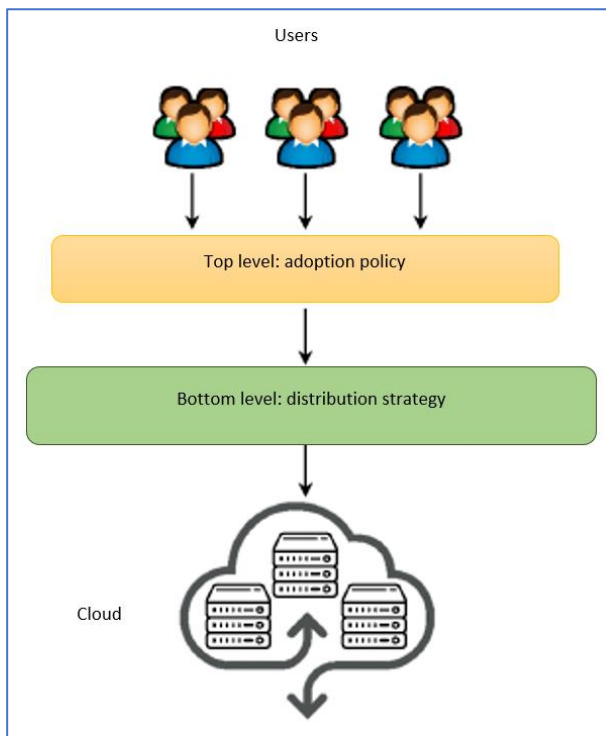 Users
Top level: adoption policy
Bottom level: distribution strategy
Cloud